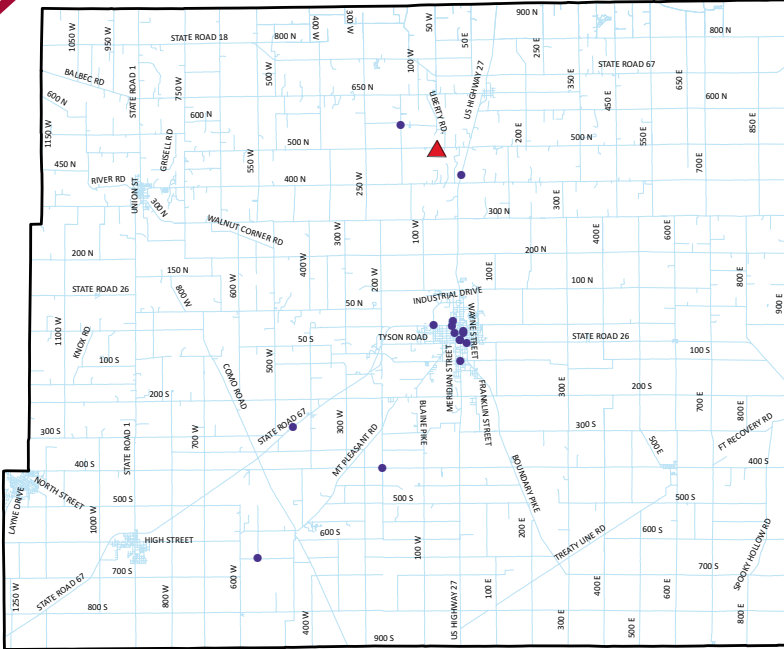 900 N
1050 W
950 W
400 W
300 W
50 W
50 E
250 E
800 N
STATE ROAD 18
800 N
BALBEC RD
STATE ROAD 1
750 W
500 W
100 W
US HIGHWAY 27
STATE ROAD 67
350 E
650 E
600 N
650 N
LIBERTY RD
450 E
600 N
600 N
1150 W
GRISELL RD
500 N
200 E
500 N
550 E
850 E
450 N
550 W
700 E
RIVER RD
UNION ST
400 N
250 W
300 E
300 N
300 N
WALNUT CORNER RD
300 W
100 W
400 E
600 E
200 N
400 W
200 N
STATE ROAD 26
150 N
800 W
600 W
200 W
100 E
100 N
800 E
900 E
INDUSTRIAL DRIVE
50 N
WAYNE STREET
1100 W
KNOX RD
50 S
TYSON ROAD
STATE ROAD 26
100 S
500 W
MERIDIAN STREET
100 S
COMO ROAD
200 S
FRANKLIN STREET
300 E
200 S
700 E
800 E
300 S
STATE ROAD 1
700 W
STATE ROAD 67
300 W
MT PLEASANT RD
BLAINE PIKE
300 S
500 E
FT RECOVERY RD
400 S
400 S
LAYNE DRIVE
NORTH STREET
1000 W
500 S
500 S
BOUNDARY PIKE
500 S
HIGH STREET
600 S
100 W
200 E
TREATY LINE RD
600 S
SPOOKY HOLLOW RD
700 S
700 S
1250 W
STATE ROAD 67
800 S
800 W
600 W
400 W
900 S
US HIGHWAY 27
100 E
300 E
400 E
500 E
600 E
800 E